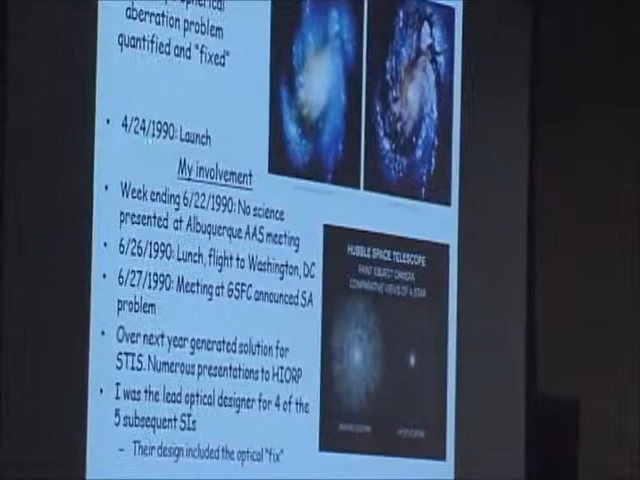 spherical
aberration problem
quantified and "fixed"
• 4/24/1990: Launch
My involvement
• Week ending 6/22/1990: No science
presented at Albuquerque AAS meeting
• 6/26/1990: Lunch, flight to Washington, DC
• 6/27/1990: Meeting at GSFC announced SA
problem
• Over next year generated solution for
STIS. Numerous presentations to HIORP
• I was the lead optical designer for 4 of the
5 subsequent SIs
– Their design included the optical "fix"
HUBBLE SPACE TELESCOPE
FAINT OBJECT CAMERA
COMPARATIVE VIEWS OF A STAR